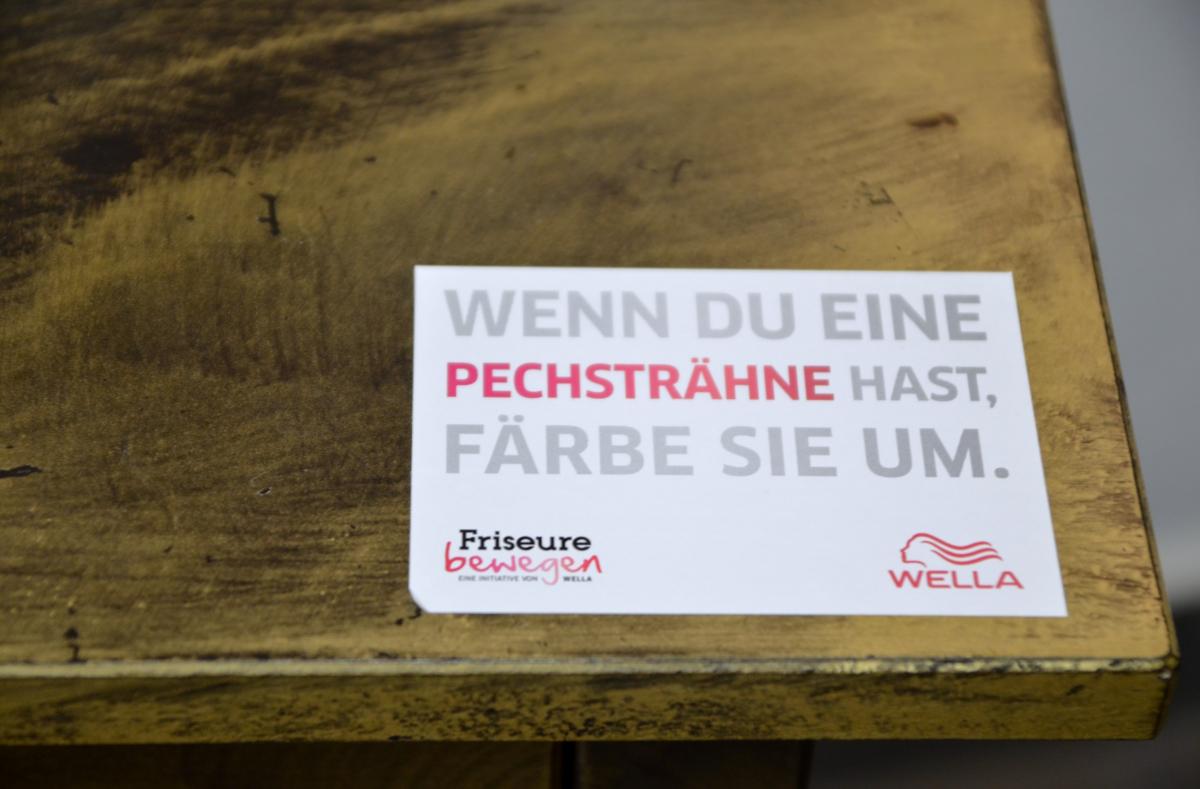 WENN DU EINE
PECHSTRÄHNE HAST,
FÄRBE SIE UM.
Friseure
bewegen
EINE INITIATIVE VON WELLA
WELLA